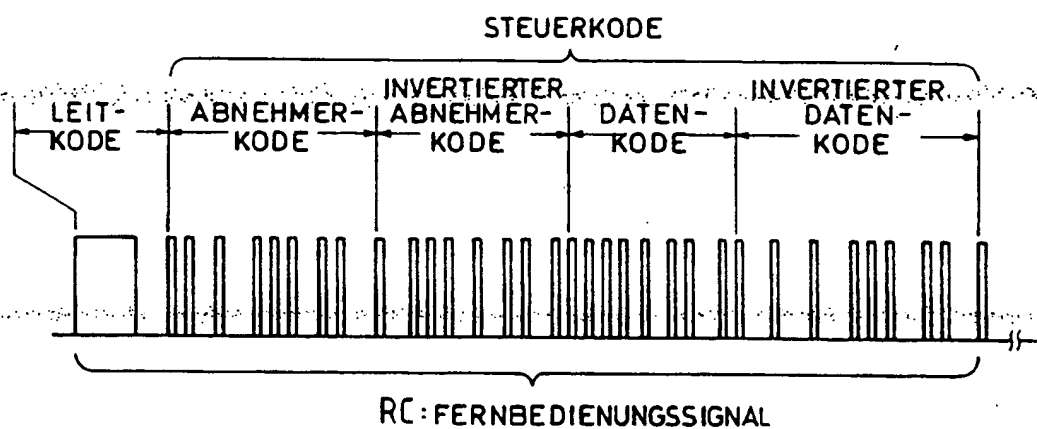 STEUERKODE
LEIT-
KODE
ABNEHMER-
KODE
INVERTIERTER
ABNEHMER-
KODE
DATEN-
KODE
INVERTIERTER
DATEN-
KODE
RC: FERNBEDIENUNGSSIGNAL